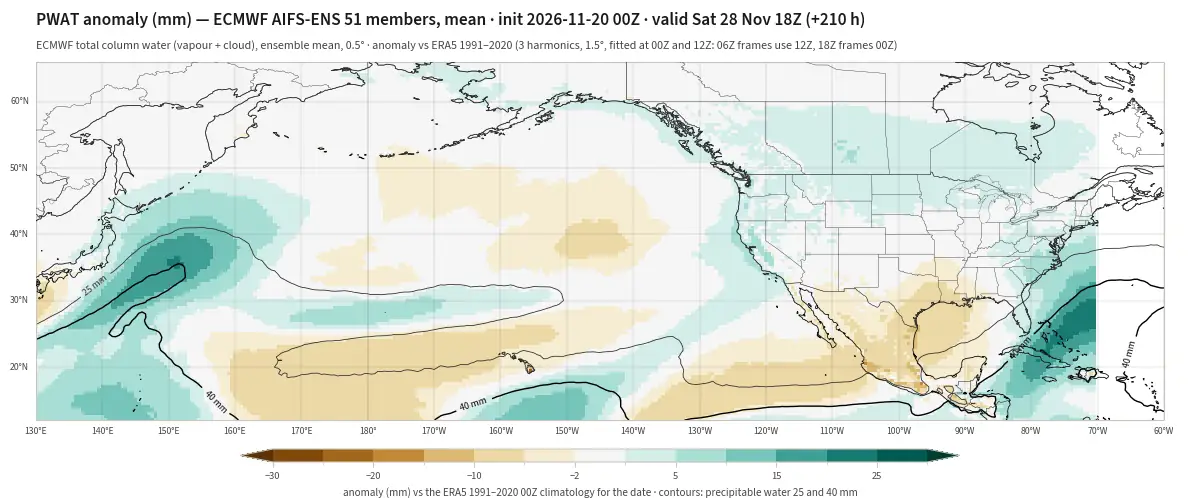 PWAT anomaly (mm) — ECMWF AIFS-ENS 51 members, mean · init 2026-11-20 00Z · valid Sat 28 Nov 18Z (+210 h)
ECMWF total column water (vapour + cloud), ensemble mean, 0.5° · anomaly vs ERA5 1991–2020 (3 harmonics, 1.5°, fitted at 00Z and 12Z: 06Z frames use 12Z, 18Z frames 00Z)
60°N
50°N
40°N
30°N
20°N
25 mm
40 mm
40 mm
40 mm
130°E 140°E 150°E 160°E 170°E 180° 170°W 160°W 150°W 140°W 130°W 120°W 110°W 100°W 90°W 80°W 70°W 60°W
−30 −20 −10 −2 5 15 25
anomaly (mm) vs the ERA5 1991–2020 00Z climatology for the date · contours: precipitable water 25 and 40 mm